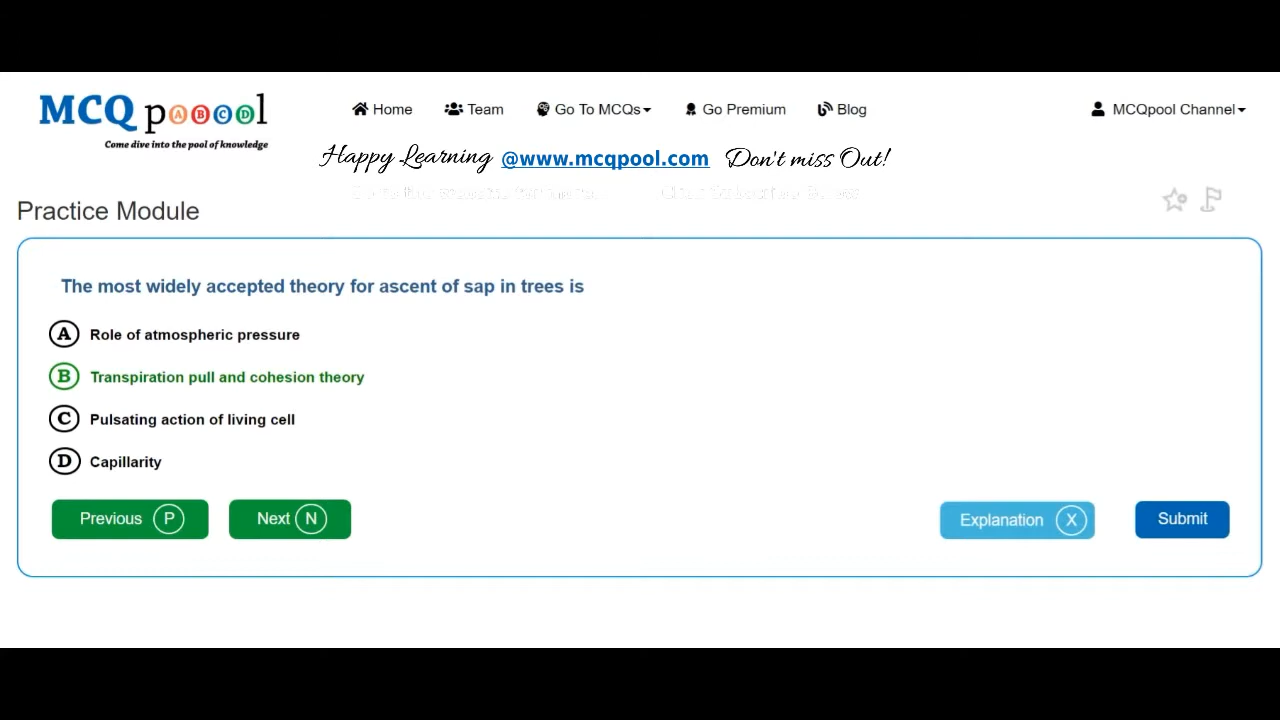 MCQ pooool
Come dive into the pool of knowledge
Home Team Go To MCQs Go Premium Blog MCQpool Channel
Happy Learning @www.mcqpool.com Don't miss Out!
Practice Module
The most widely accepted theory for ascent of sap in trees is
A Role of atmospheric pressure
B Transpiration pull and cohesion theory
C Pulsating action of living cell
D Capillarity
Previous P Next N Explanation X Submit